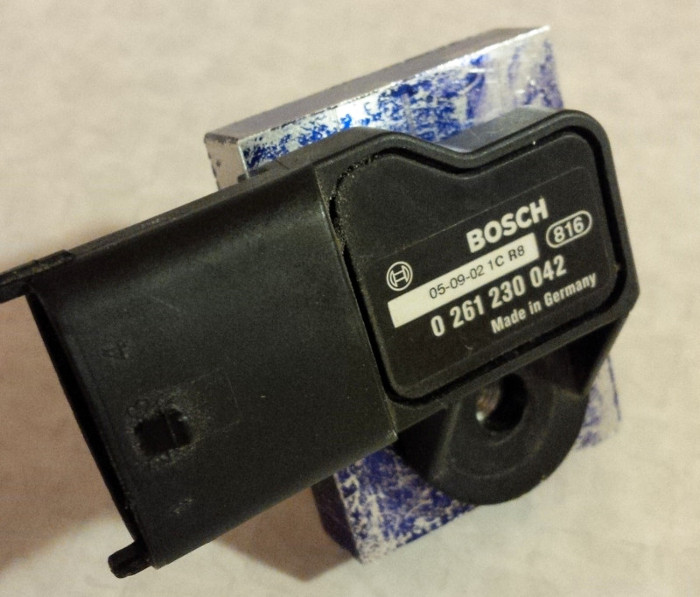 BOSCH
816
05-09-02 1C R8
0 261 230 042
Made in Germany